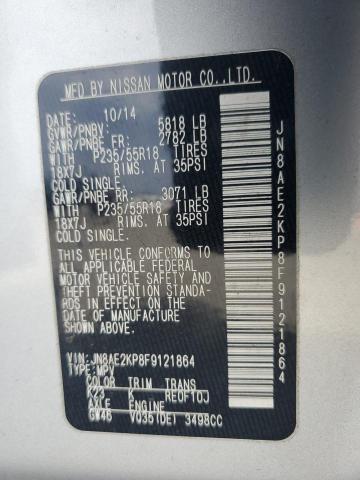 MFD BY NISSAN MOTOR CO.,LTD.
DATE: 10/14
GVWR/PNBV: 5818 LB
GAWR/PNBE FR: 2782 LB
WITH P235/55R18 TIRES
18X7J RIMS. AT 35PSI
COLD SINGLE.
GAWR/PNBE RR: 3071 LB
WITH P235/55R18 TIRES
18X7J RIMS. AT 35PSI
COLD SINGLE.
THIS VEHICLE CONFORMS TO
ALL APPLICABLE FEDERAL
MOTOR VEHICLE SAFETY AND
THEFT PREVENTION STANDA-
RDS IN EFFECT ON THE DATE
OF MANUFACTURE SHOWN
ABOVE.
VIN: JN8AE2KP8F9121864
TYPE: MPV
COLOR TRIM TRANS
K23 K RE0F10J
AXLE ENGINE
GW46 VQ35(DE) 3498CC
JN8AE2KP8F9121864